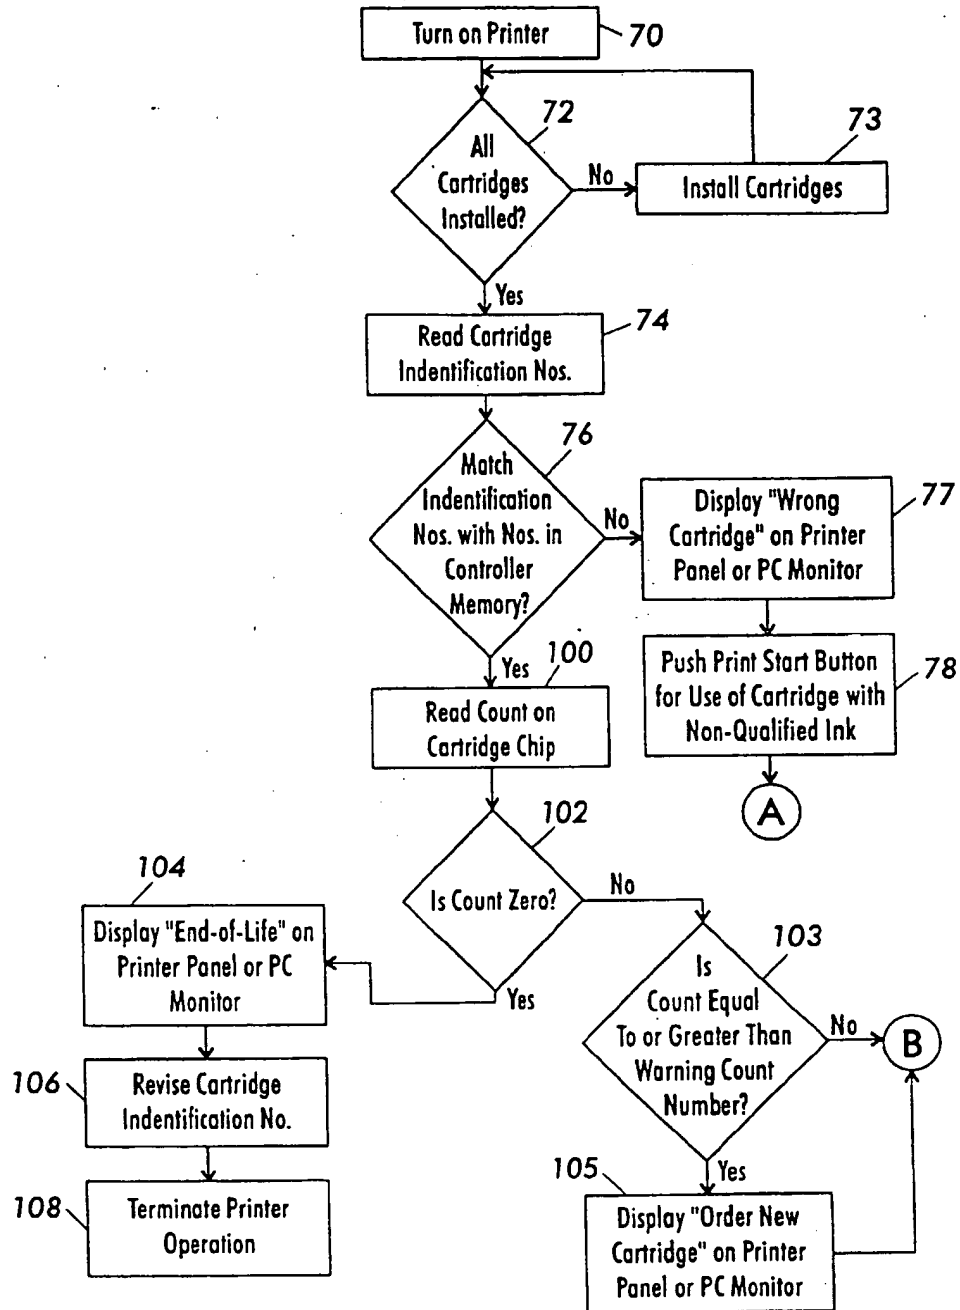 Turn on Printer
70
72
All
Cartridges
Installed?
No
73
Install Cartridges
Yes
74
Read Cartridge
Indentification Nos.
76
Match
Indentification
Nos. with Nos. in
Controller
Memory?
No
77
Display "Wrong
Cartridge" on Printer
Panel or PC Monitor
Yes
100
Read Count on
Cartridge Chip
Push Print Start Button
for Use of Cartridge with
Non-Qualified Ink
78
A
102
Is Count Zero?
No
Yes
104
Display "End-of-Life" on
Printer Panel or PC
Monitor
106
Revise Cartridge
Indentification No.
108
Terminate Printer
Operation
103
Is
Count Equal
To or Greater Than
Warning Count
Number?
No
B
Yes
105
Display "Order New
Cartridge" on Printer
Panel or PC Monitor